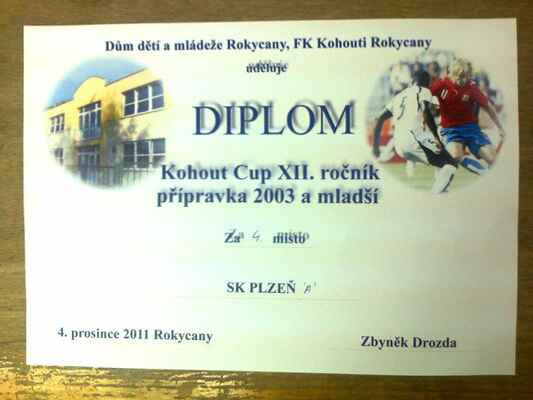 Dům dětí a mládeže Rokycany, FK Kohouti Rokycany
uděluje
DIPLOM
Kohout Cup XII. ročník
přípravka 2003 a mladší
Za 4. místo
SK PLZEŇ 'A'
4. prosince 2011 Rokycany
Zbyněk Drozda